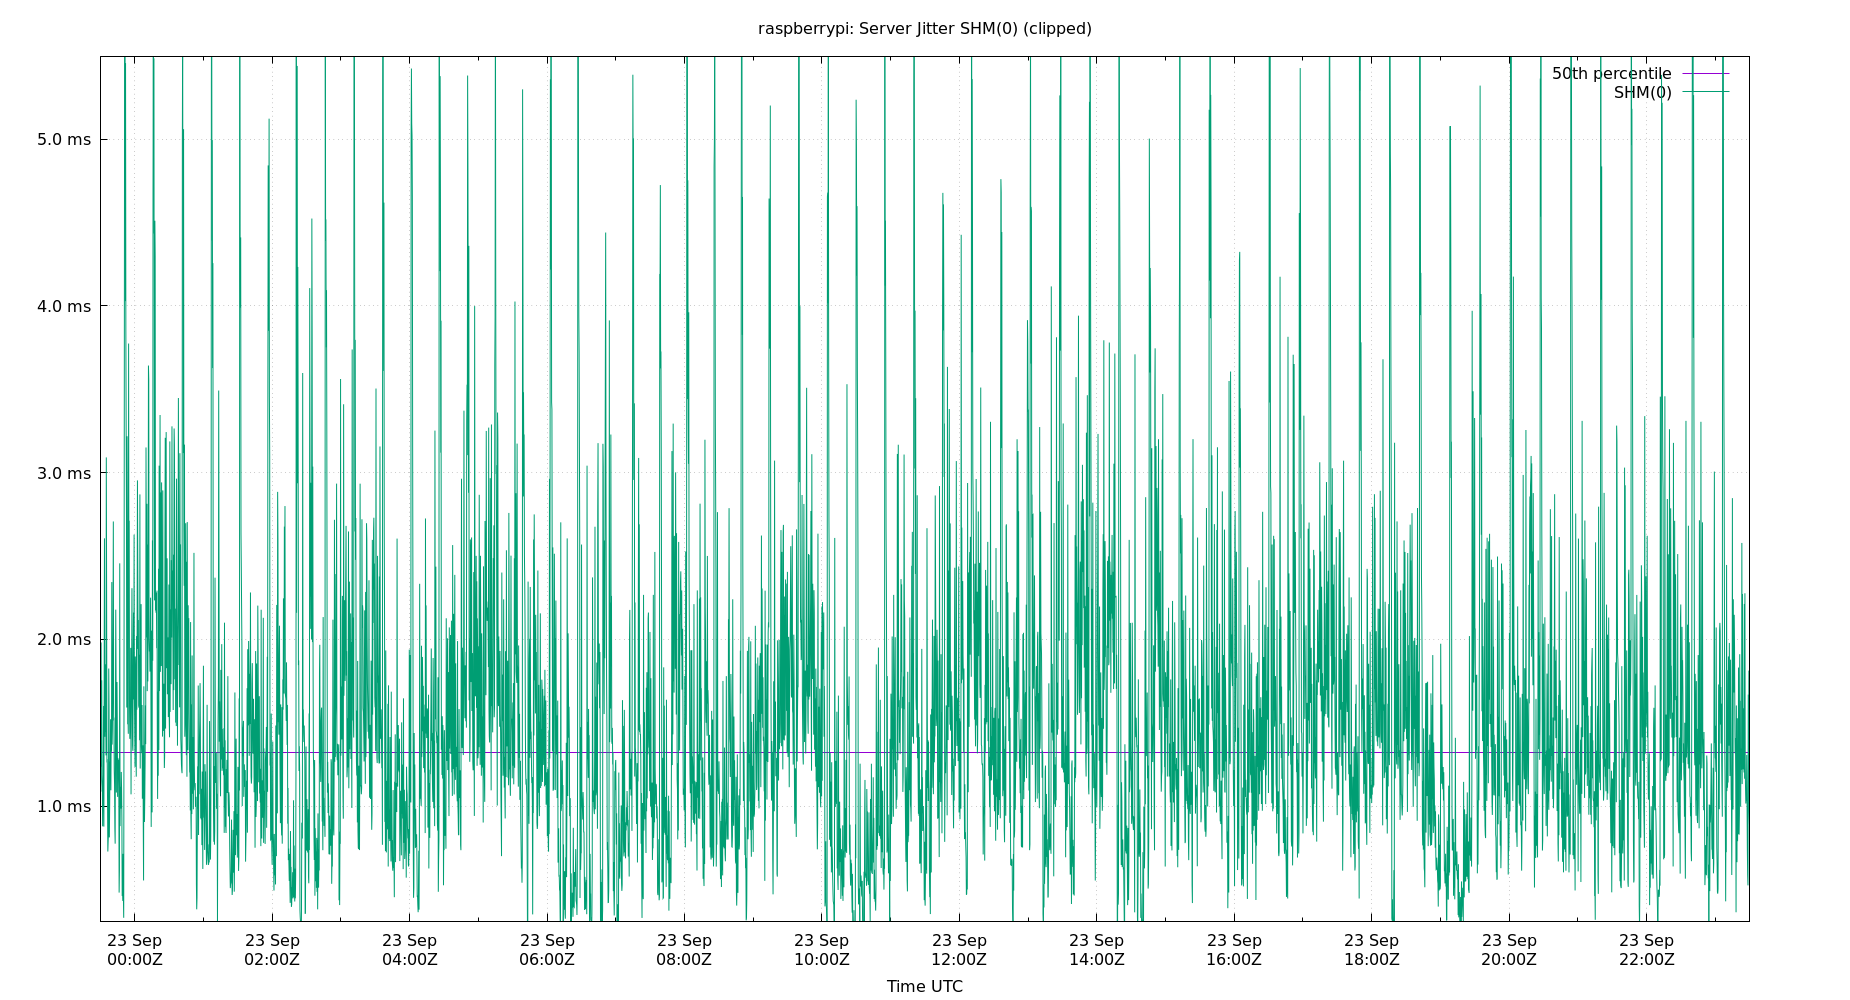 raspberrypi: Server Jitter SHM(0) (clipped)
50th percentile
SHM(0)
5.0 ms
4.0 ms
3.0 ms
2.0 ms
1.0 ms
23 Sep 23 Sep 23 Sep 23 Sep 23 Sep 23 Sep 23 Sep 23 Sep 23 Sep 23 Sep 23 Sep 23 Sep
00:00Z 02:00Z 04:00Z 06:00Z 08:00Z 10:00Z 12:00Z 14:00Z 16:00Z 18:00Z 20:00Z 22:00Z
Time UTC